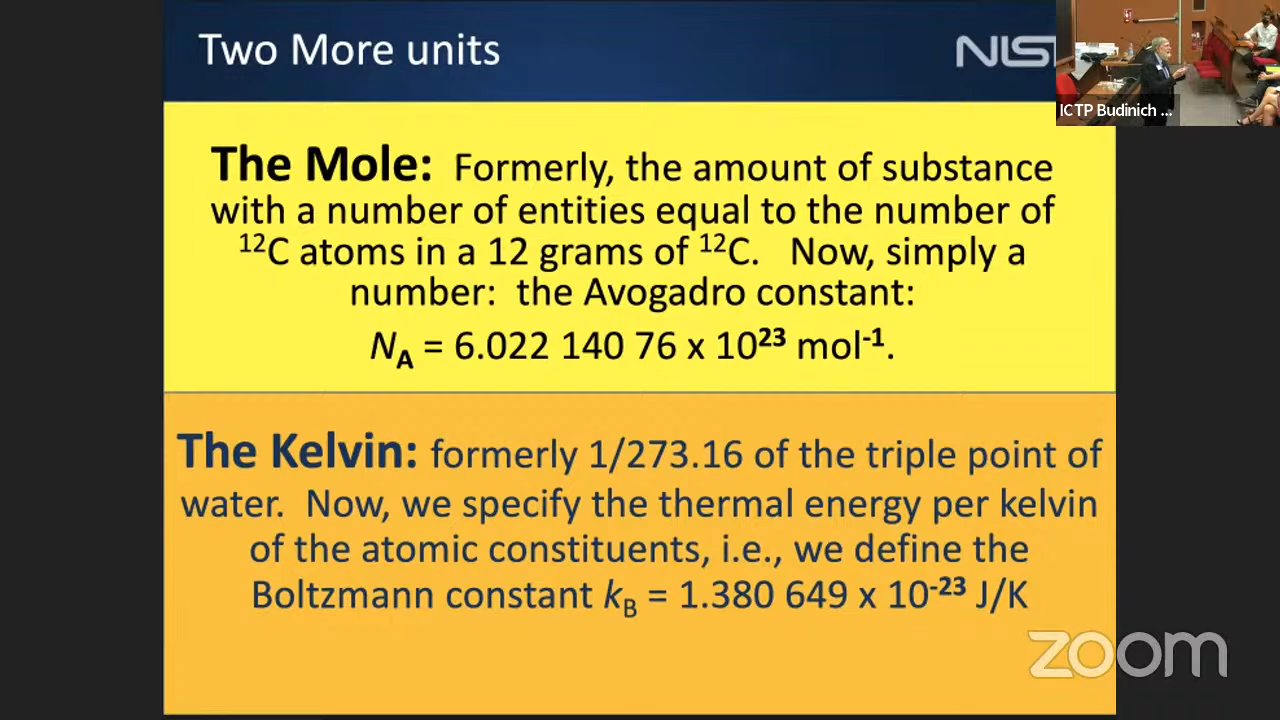 Two More units
NIS
ICTP Budinich ...
The Mole: Formerly, the amount of substance
with a number of entities equal to the number of
¹²C atoms in a 12 grams of ¹²C. Now, simply a
number: the Avogadro constant:
N_A = 6.022 140 76 x 10²³ mol⁻¹.
The Kelvin: formerly 1/273.16 of the triple point of
water. Now, we specify the thermal energy per kelvin
of the atomic constituents, i.e., we define the
Boltzmann constant k_B = 1.380 649 x 10⁻²³ J/K
zoom